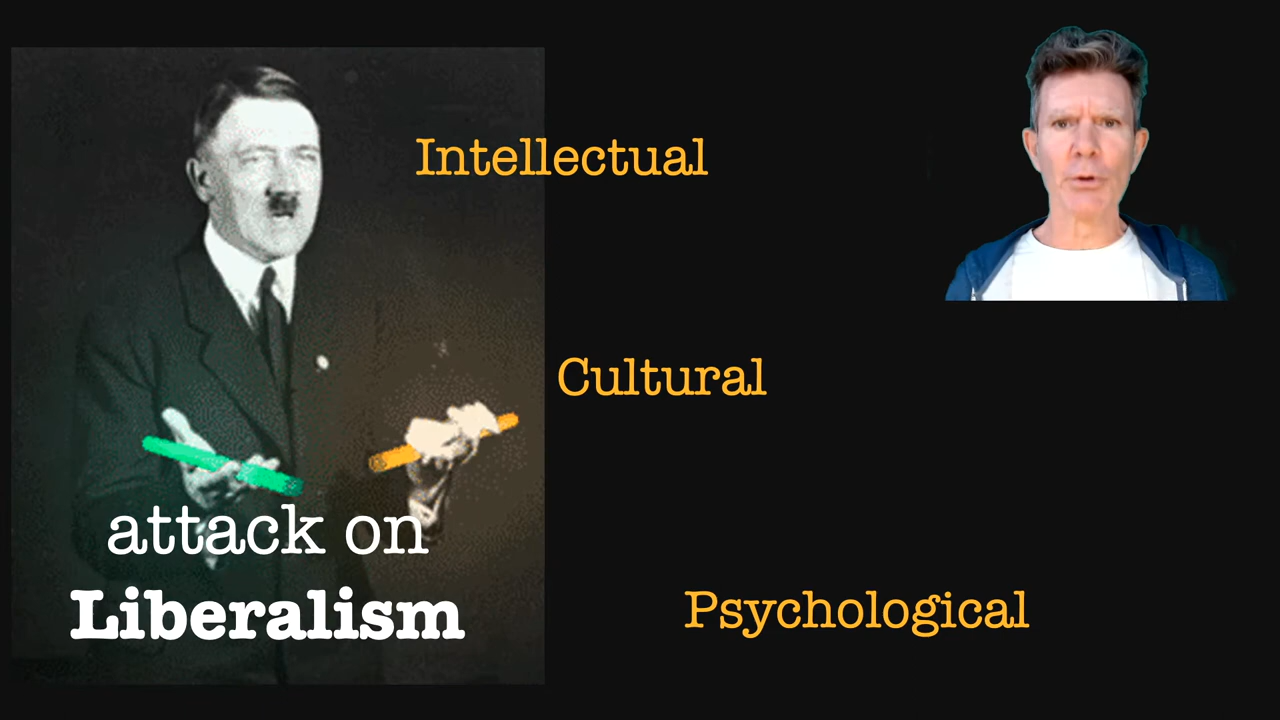 Intellectual
Cultural
attack on
Liberalism
Psychological